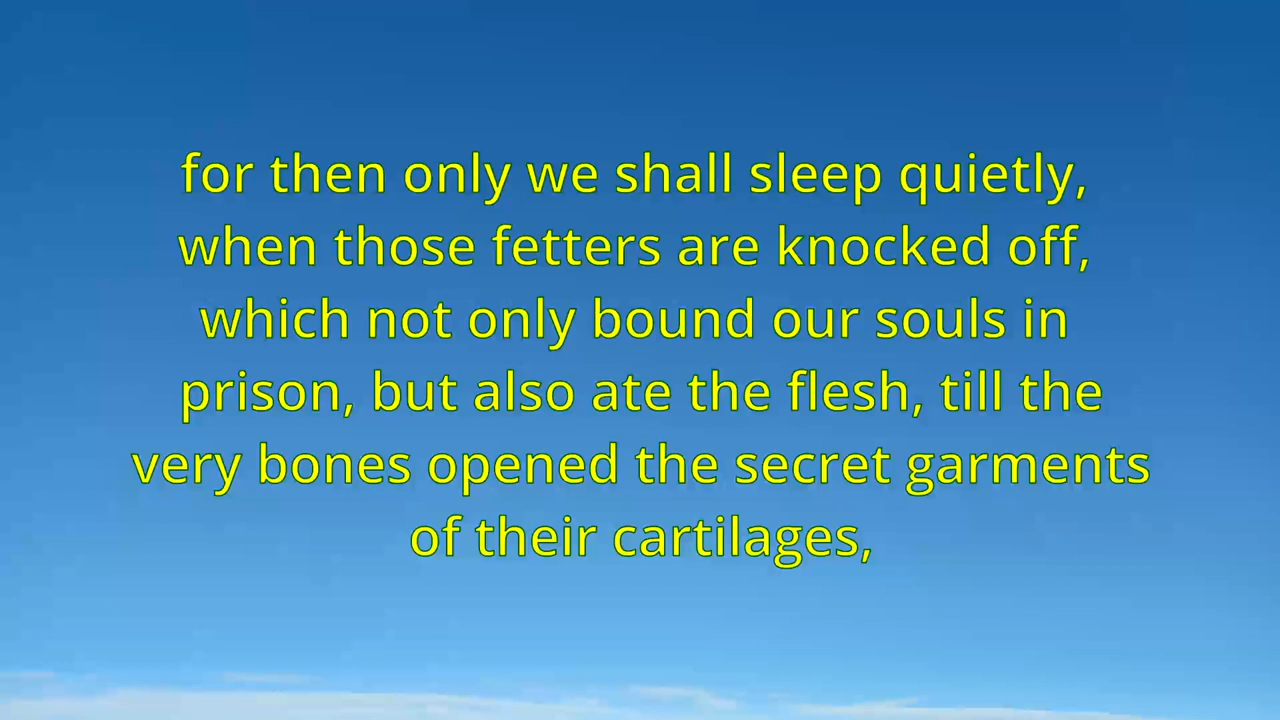 for then only we shall sleep quietly,
when those fetters are knocked off,
which not only bound our souls in
prison, but also ate the flesh, till the
very bones opened the secret garments
of their cartilages,